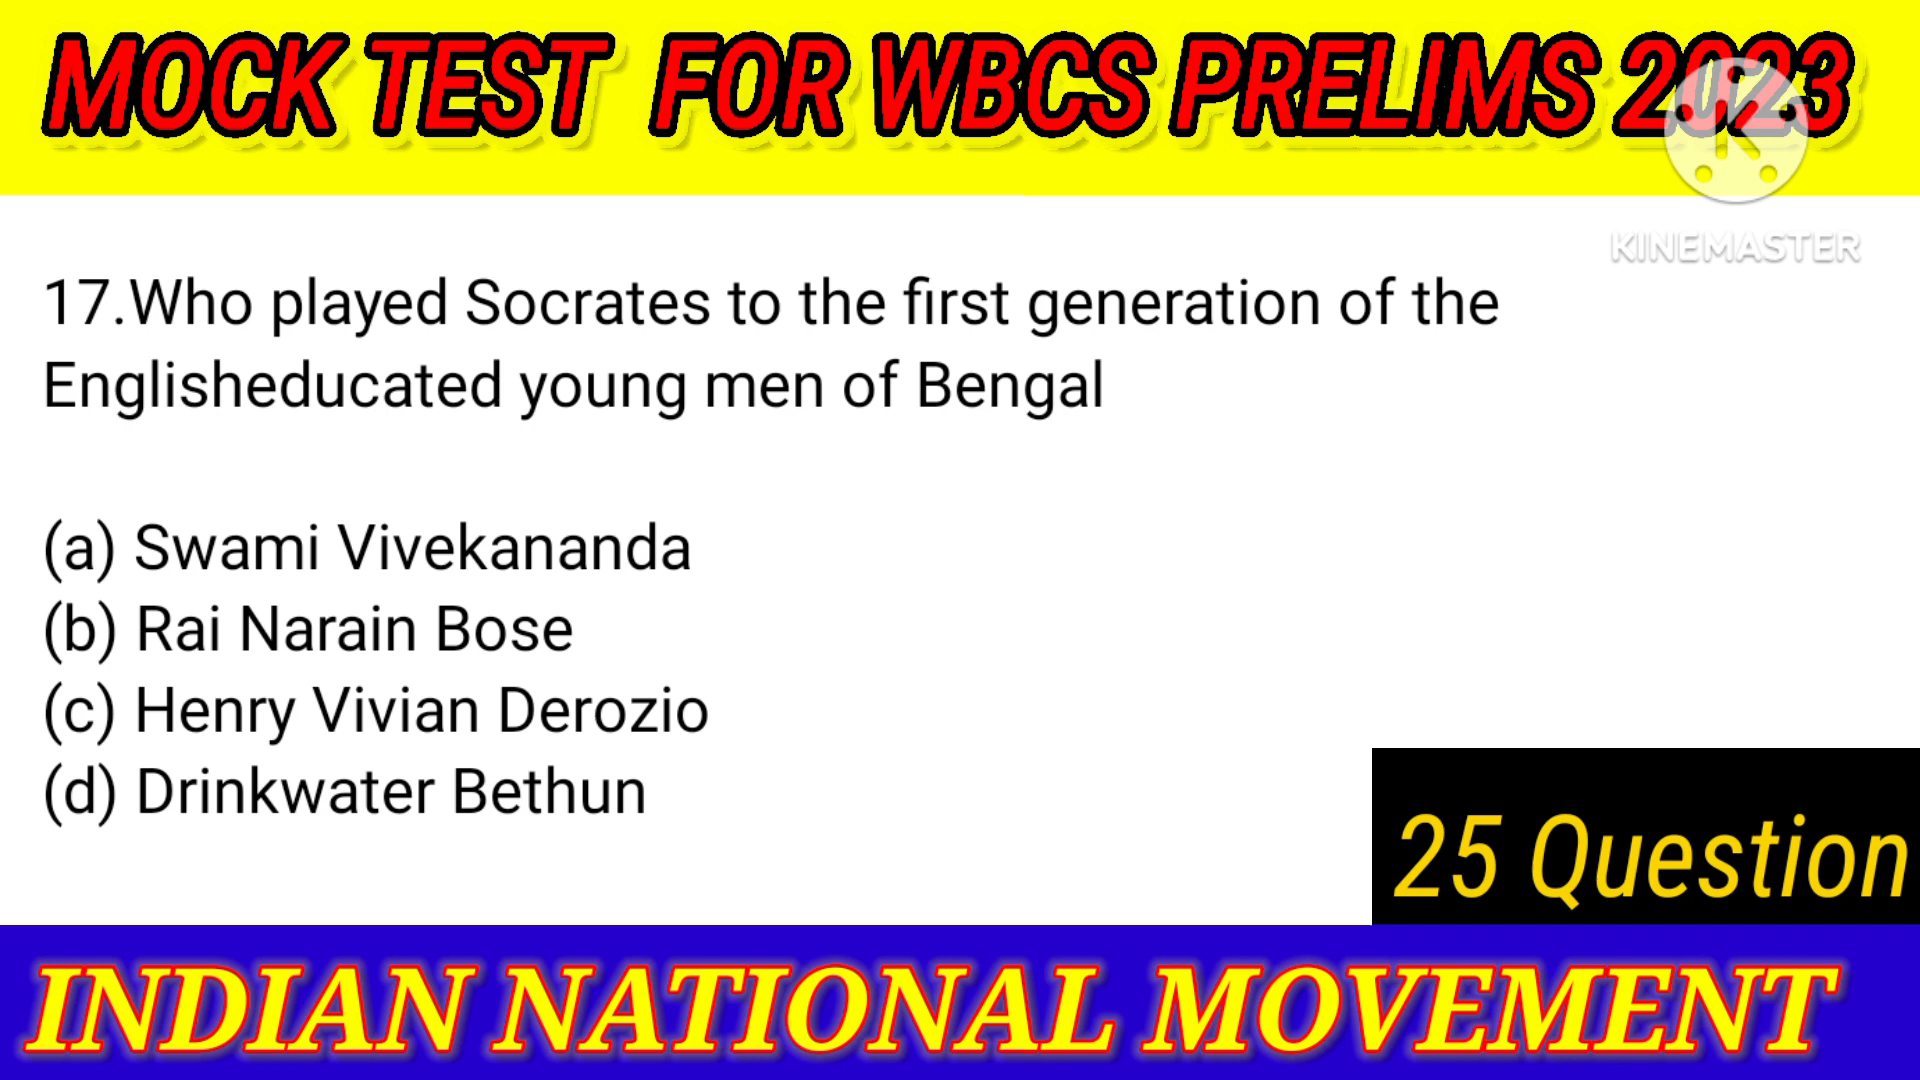 MOCK TEST FOR WBCS PRELIMS 2023
KINEMASTER
17.Who played Socrates to the first generation of the
Englisheducated young men of Bengal
(a) Swami Vivekananda
(b) Rai Narain Bose
(c) Henry Vivian Derozio
(d) Drinkwater Bethun
25 Question
INDIAN NATIONAL MOVEMENT